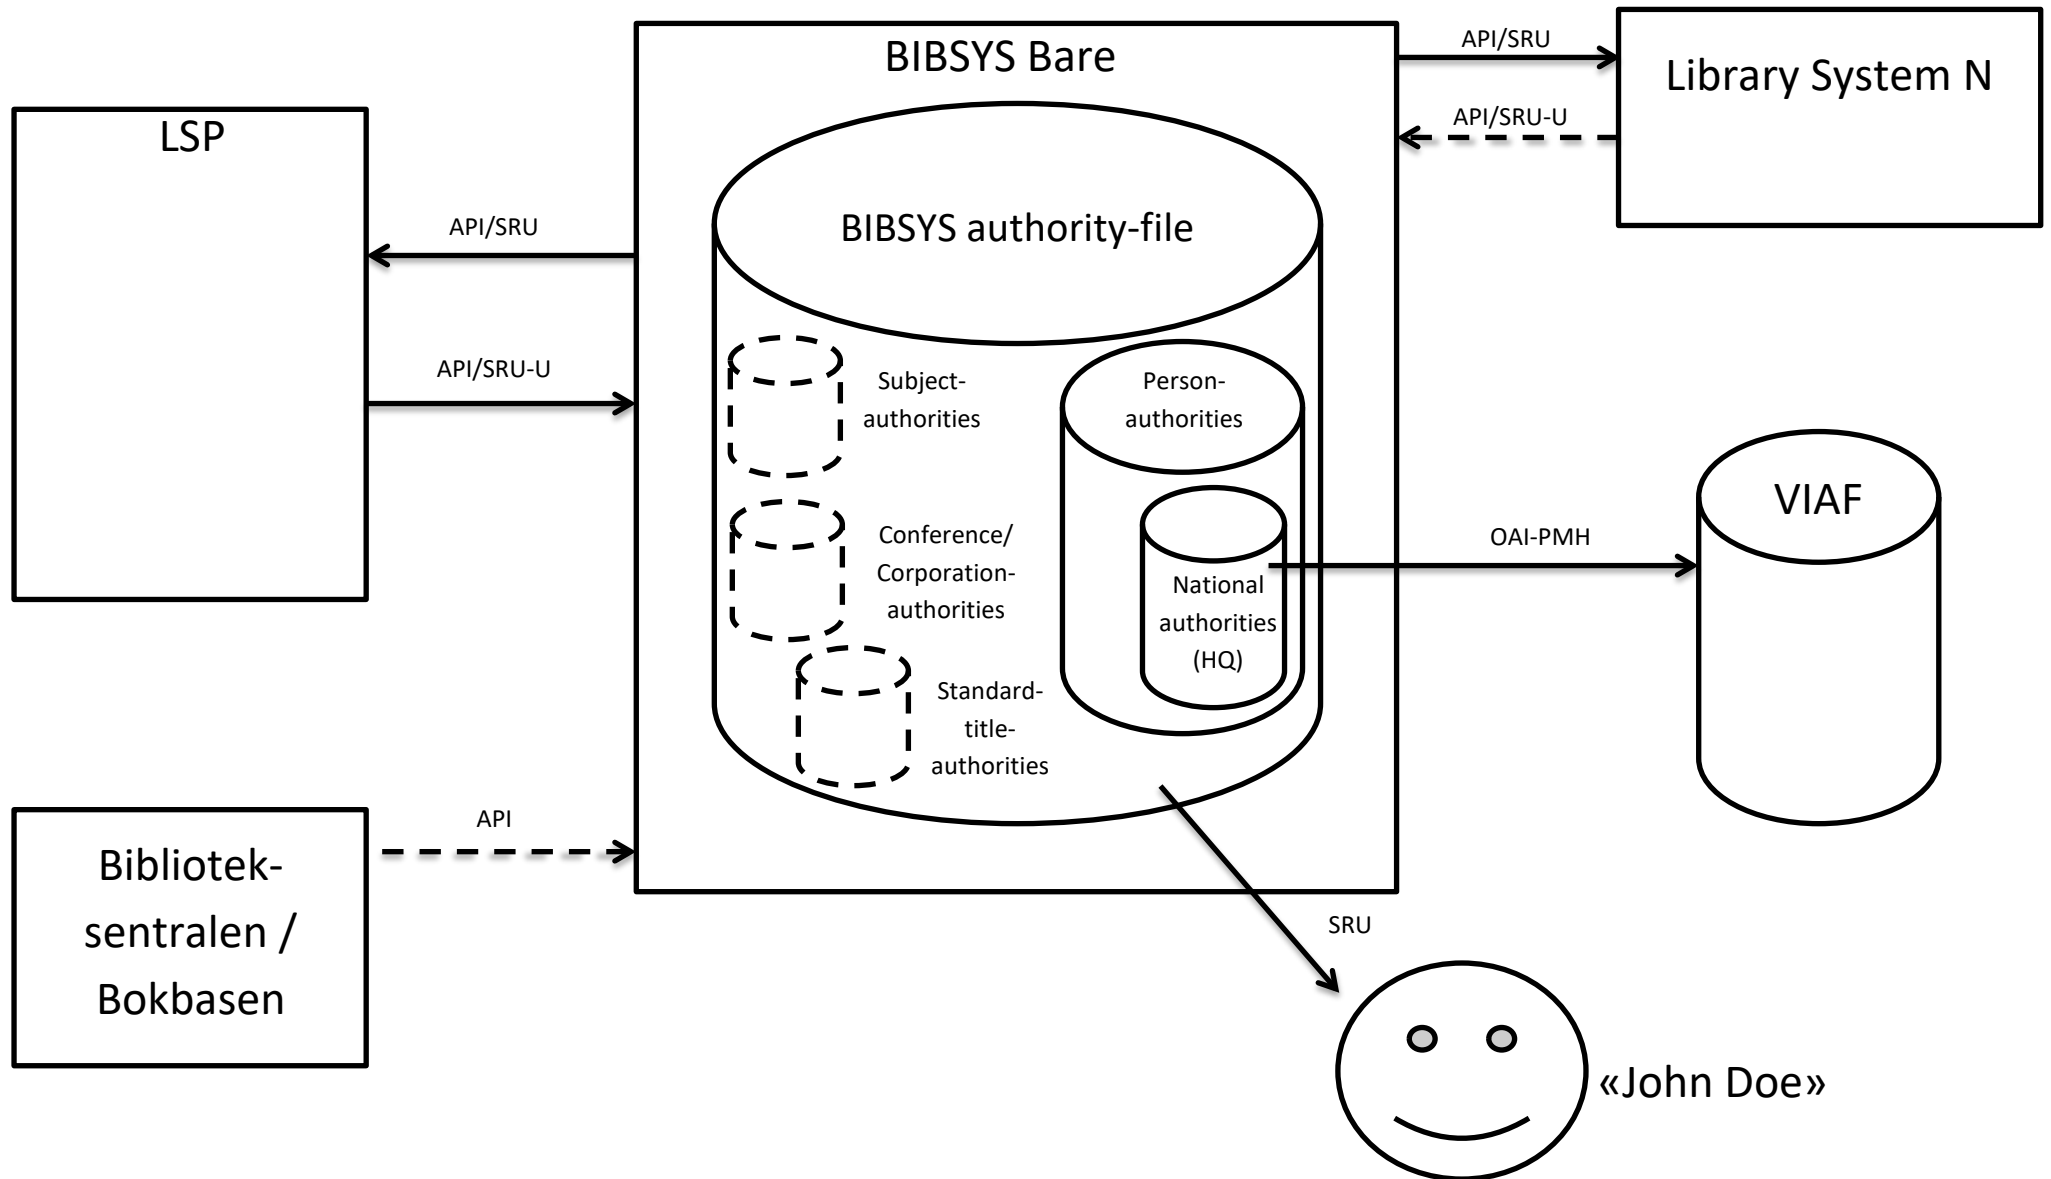 BIBSYS Bare
API/SRU
Library System N
API/SRU-U
LSP
API/SRU
BIBSYS authority-file
API/SRU-U
Subject-
authorities
Person-
authorities
Conference/
Corporation-
authorities
National
authorities
(HQ)
OAI-PMH
VIAF
Standard-
title-
authorities
API
Bibliotek-
sentralen /
Bokbasen
SRU
«John Doe»